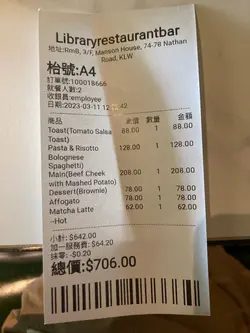 Libraryrestaurantbar
地址:RmB, 3/F, Manson House, 74-78 Nathan
Road, KLW
枱號:A4
訂單號:100018666
就餐人數:2
收銀員:employee
日期:2023-03-11 12: :42
商品 單價 數量 金額
Toast(Tomato Salsa 88.00 1 88.00
Toast)
Pasta & Risotto 128.00 1 128.00
Bolognese
Spaghetti)
Main(Beef Cheek 208.00 1 208.00
with Mashed Potato)
Dessert(Brownie) 78.00 1 78.00
Affogato 78.00 1 78.00
Matcha Latte 62.00 1 62.00
--Hot
小計: $642.00
加一服務費: $64.20
抹零: -$0.20
總價:$706.00